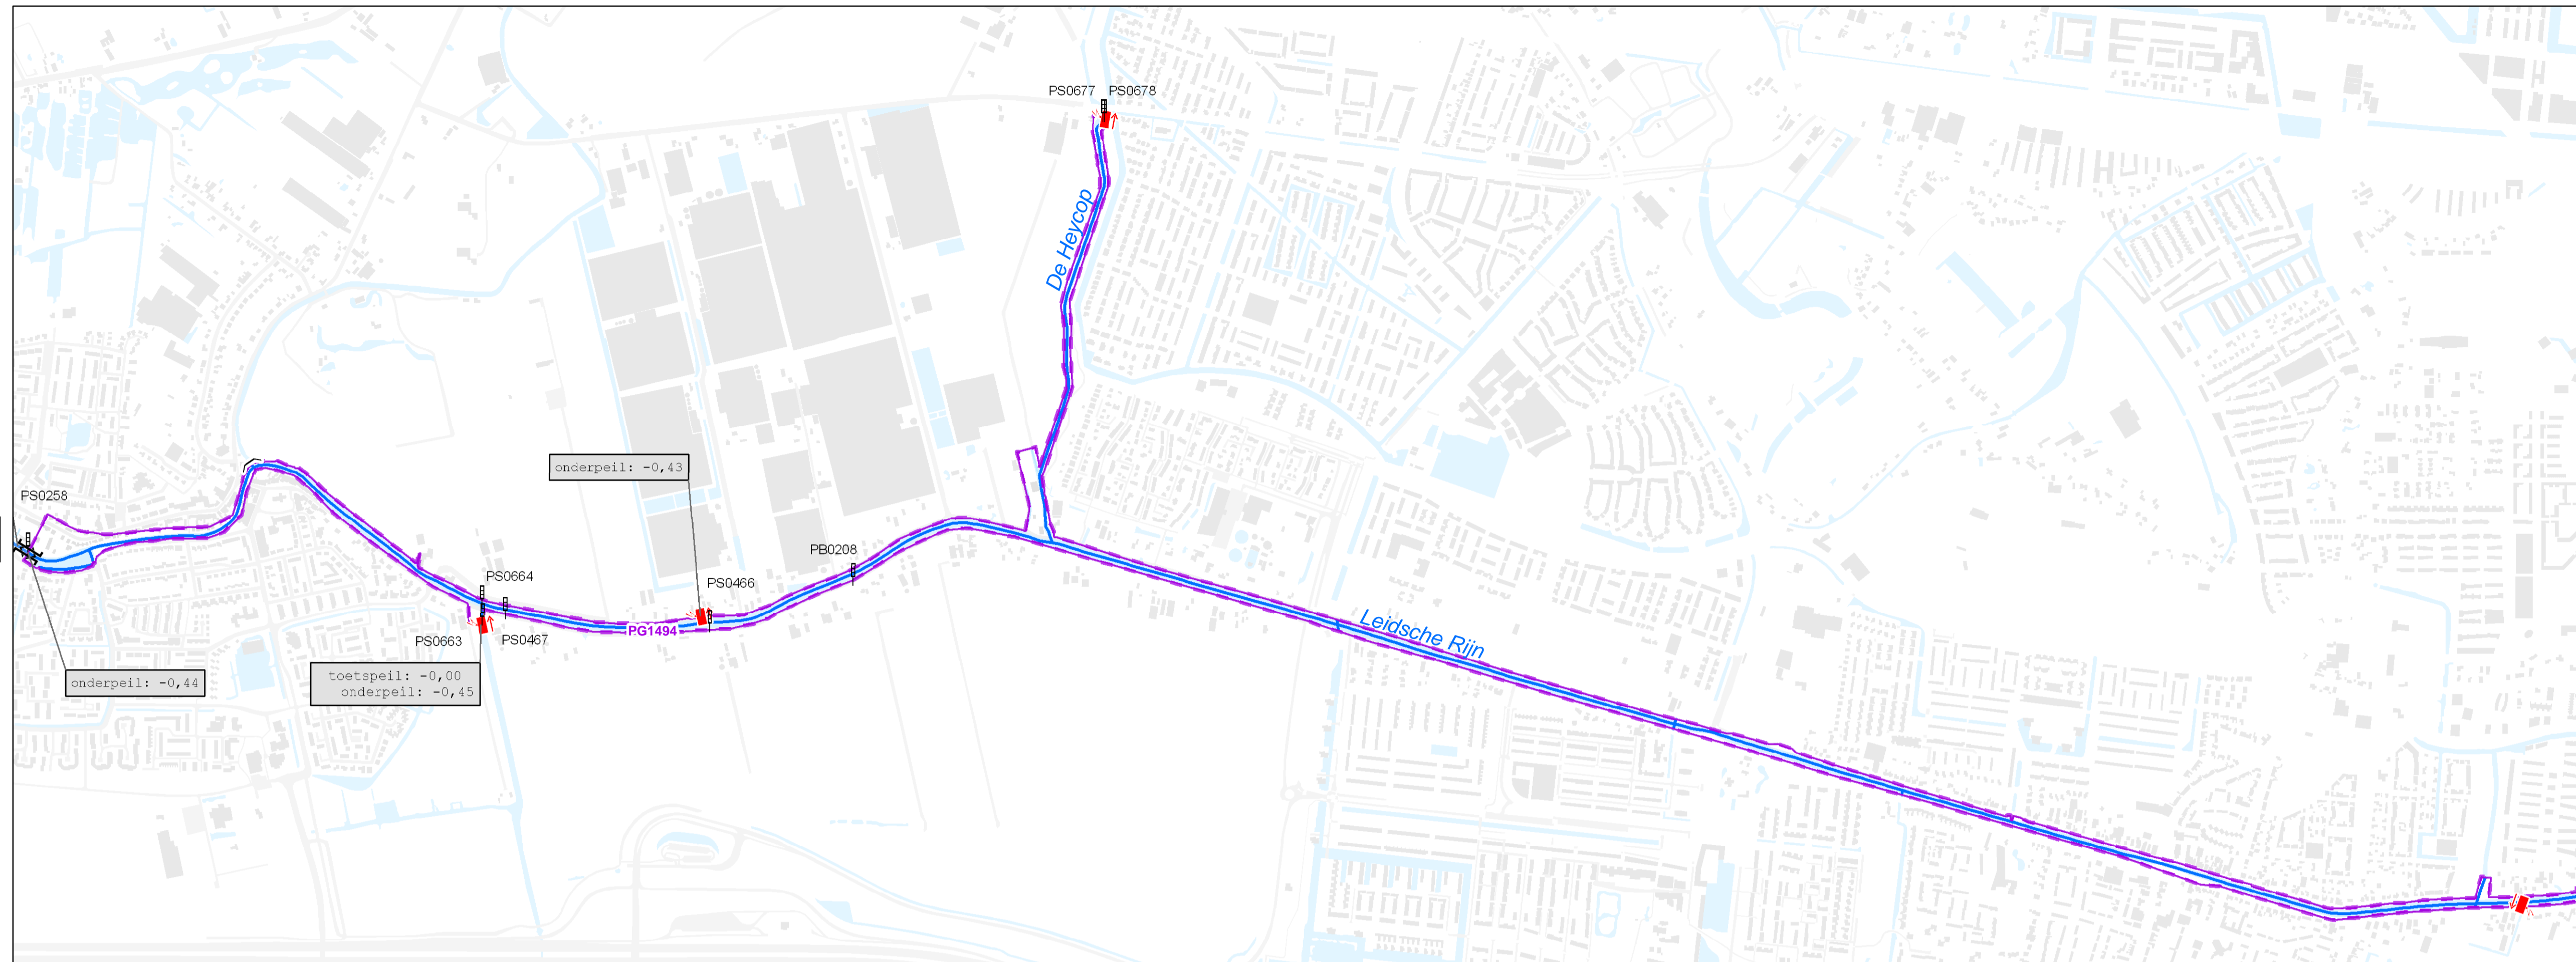 PS0677 PS0678
De Heycop
onderpeil: -0,43
PS0258
PB0208
PS0664
PS0466
PG1494
PS0663
PS0467
Leidsche Rijn
onderpeil: -0,44
toetspeil: -0,00
onderpeil: -0,45